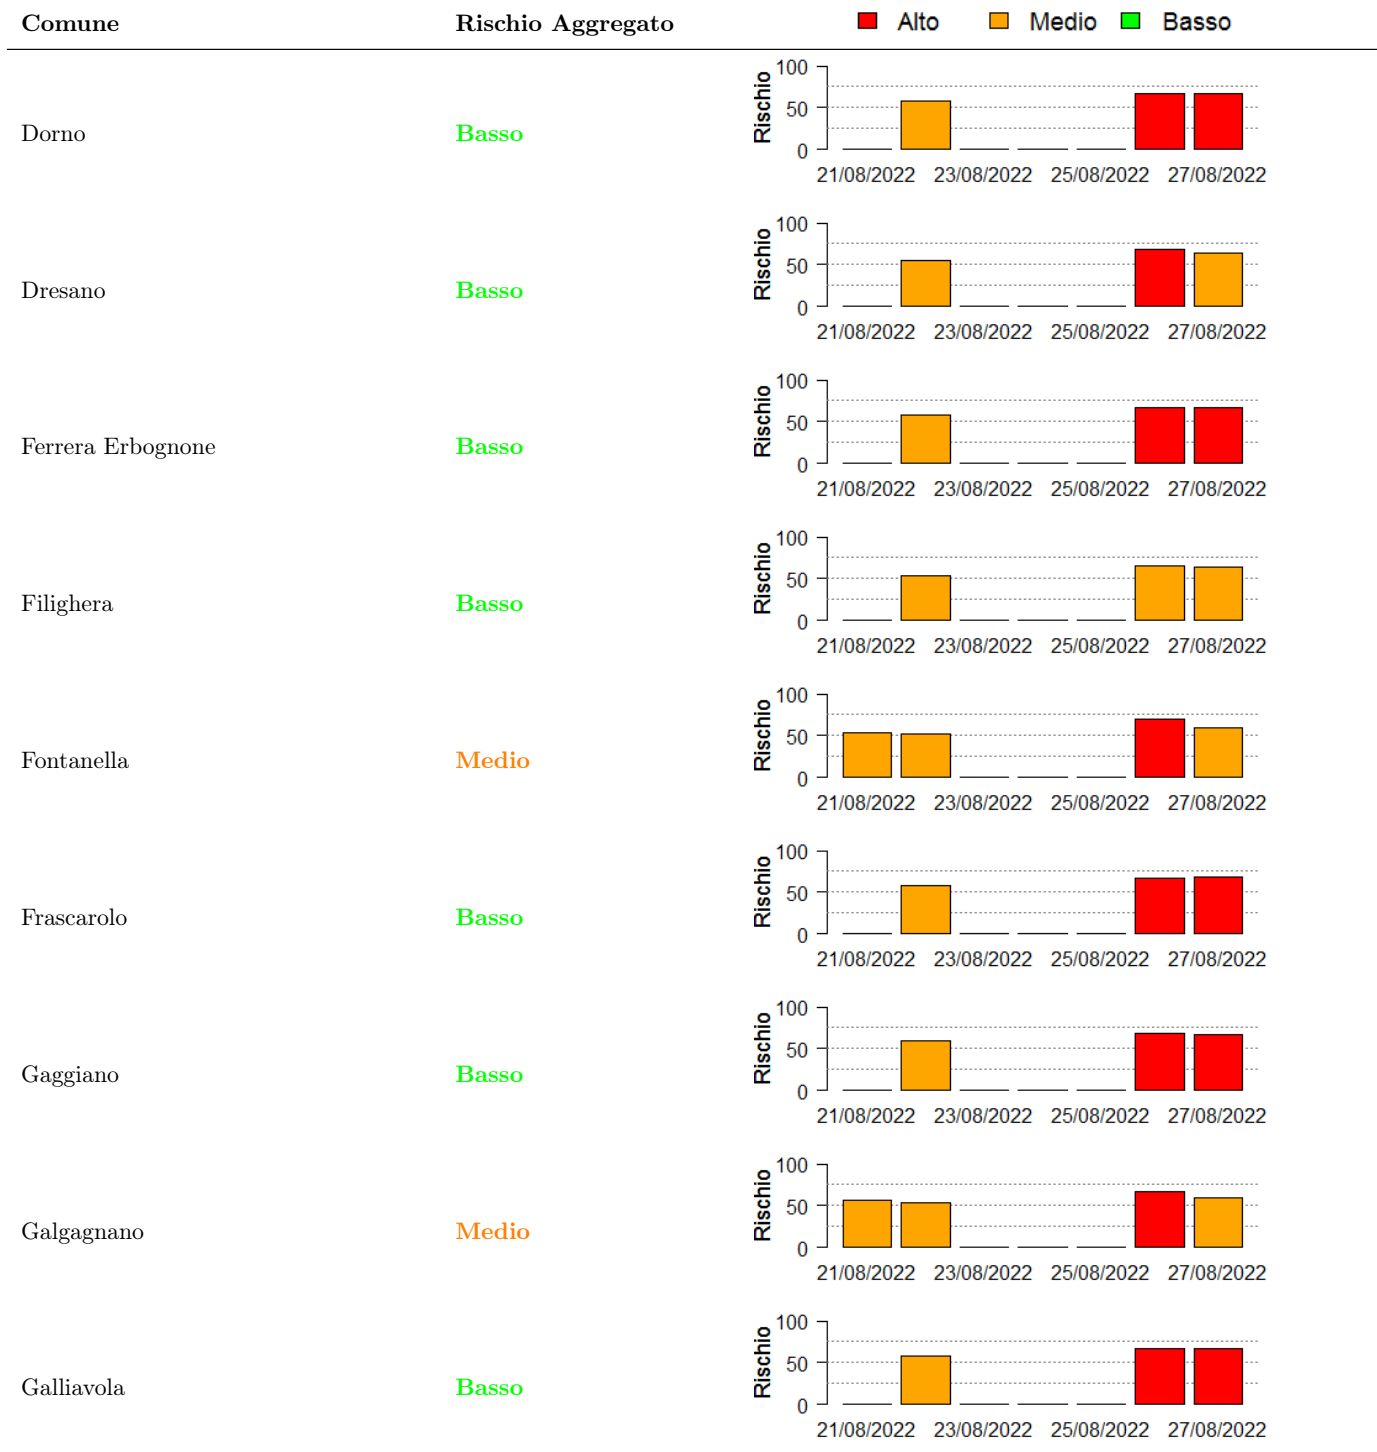 Comune Rischio Aggregato Alto Medio Basso
Dorno Basso
Rischio
100
50
0
21/08/2022 23/08/2022 25/08/2022 27/08/2022
Dresano Basso
Rischio
100
50
0
21/08/2022 23/08/2022 25/08/2022 27/08/2022
Ferrera Erbognone Basso
Rischio
100
50
0
21/08/2022 23/08/2022 25/08/2022 27/08/2022
Filighera Basso
Rischio
100
50
0
21/08/2022 23/08/2022 25/08/2022 27/08/2022
Fontanella Medio
Rischio
100
50
0
21/08/2022 23/08/2022 25/08/2022 27/08/2022
Frascarolo Basso
Rischio
100
50
0
21/08/2022 23/08/2022 25/08/2022 27/08/2022
Gaggiano Basso
Rischio
100
50
0
21/08/2022 23/08/2022 25/08/2022 27/08/2022
Galgagnano Medio
Rischio
100
50
0
21/08/2022 23/08/2022 25/08/2022 27/08/2022
Galliavola Basso
Rischio
100
50
0
21/08/2022 23/08/2022 25/08/2022 27/08/2022